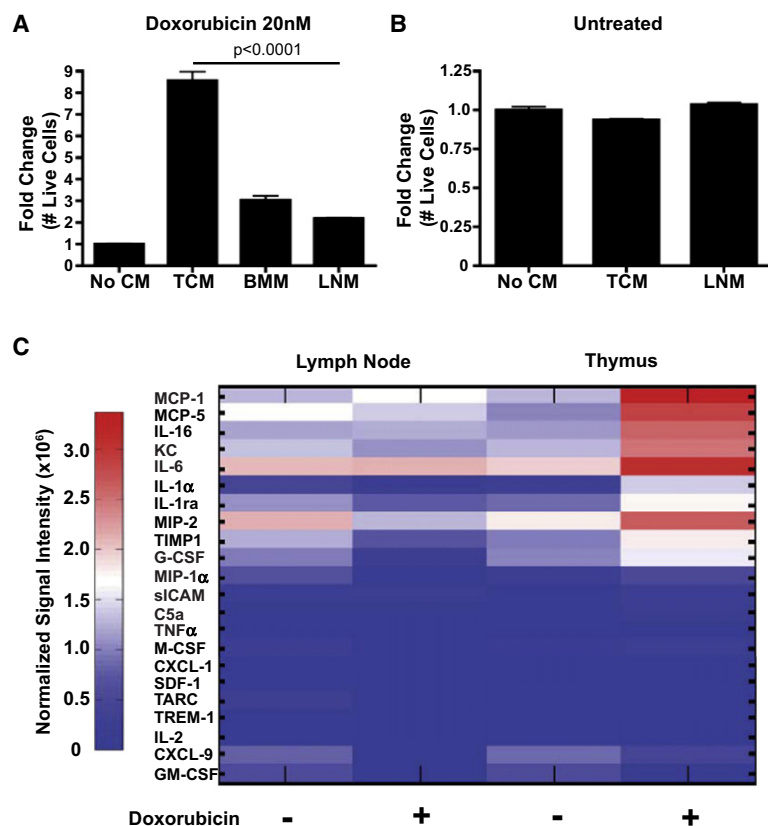 A
Doxorubicin 20nM
p<0.0001
Fold Change
(# Live Cells)
9
8
7
6
5
4
3
2
1
0
No CM TCM BMM LNM
B
Untreated
Fold Change
(# Live Cells)
1.25
1.0
0.75
0.5
0.25
0
No CM TCM LNM
C
Lymph Node Thymus
Normalized Signal Intensity (x10⁶)
3.0
2.5
2.0
1.5
1.0
0.5
0
MCP-1
MCP-5
IL-16
KC
IL-6
IL-1α
IL-1ra
MIP-2
TIMP1
G-CSF
MIP-1α
sICAM
C5a
TNFα
M-CSF
CXCL-1
SDF-1
TARC
TREM-1
IL-2
CXCL-9
GM-CSF
Doxorubicin - + - +